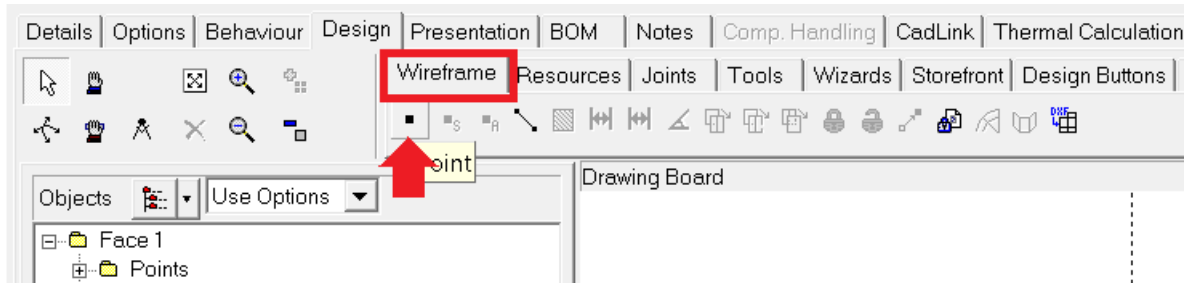 Details Options Behaviour Design Presentation BOM Notes Comp. Handling CadLink Thermal Calculation
Wireframe Resources Joints Tools Wizards Storefront Design Buttons
S A DXF
oint
Objects Use Options Drawing Board
Face 1
Points